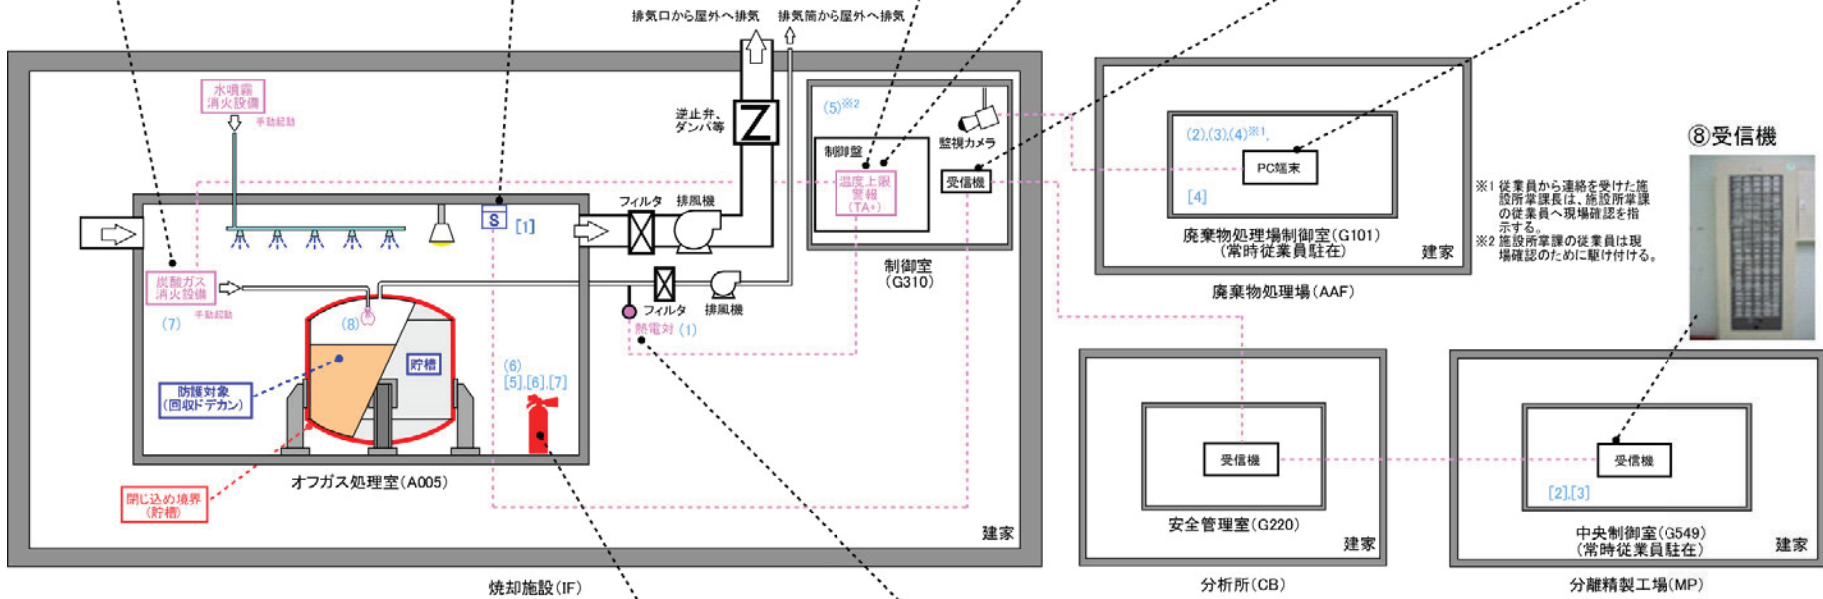 排気口から屋外へ排気
排気筒から屋外へ排気
水噴霧
消火設備
手動起動
逆止弁、
ダンパ等
Z
(5)※2
監視カメラ
制御盤
温度上限
警報
(TA+)
受信機
制御室
(G310)
S
[1]
フィルタ
排風機
炭酸ガス
消火設備
手動起動
(7)
(8)
フィルタ
排風機
熱電対 (1)
貯槽
防護対象
(回収ドデカン)
(6)
[5],[6],[7]
閉じ込め境界
(貯槽)
オフガス処理室(A005)
建家
焼却施設(IF)
(2),(3),(4)※1,
PC端末
[4]
廃棄物処理場制御室(G101)
(常時従業員駐在)
建家
廃棄物処理場(AAF)
⑧受信機
※1 従業員から連絡を受けた施
設所掌課長は、施設所掌課
の従業員へ現場確認を指
示する。
※2 施設所掌課の従業員は現
場確認のために駆け付ける。
受信機
安全管理室(G220)
建家
分析所(CB)
受信機
[2],[3]
中央制御室(G549)
(常時従業員駐在)
建家
分離精製工場(MP)